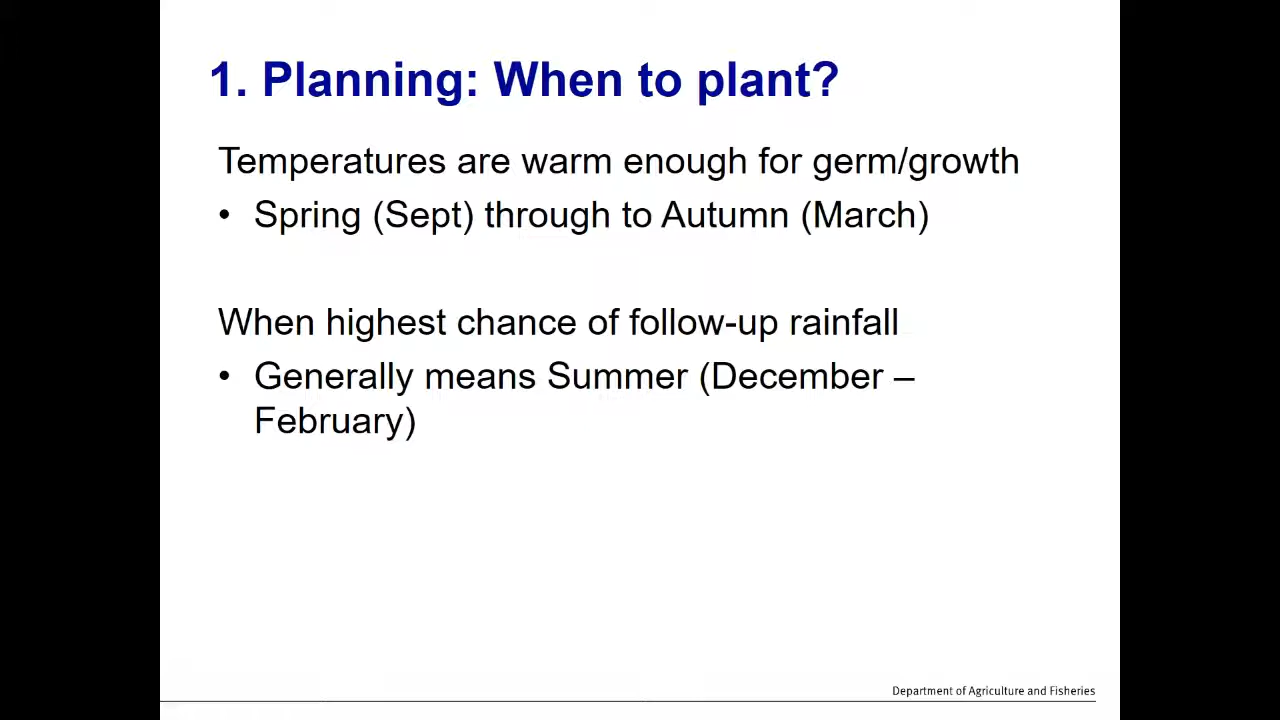 1. Planning: When to plant?
Temperatures are warm enough for germ/growth
• Spring (Sept) through to Autumn (March)
When highest chance of follow-up rainfall
• Generally means Summer (December –
February)
Department of Agriculture and Fisheries